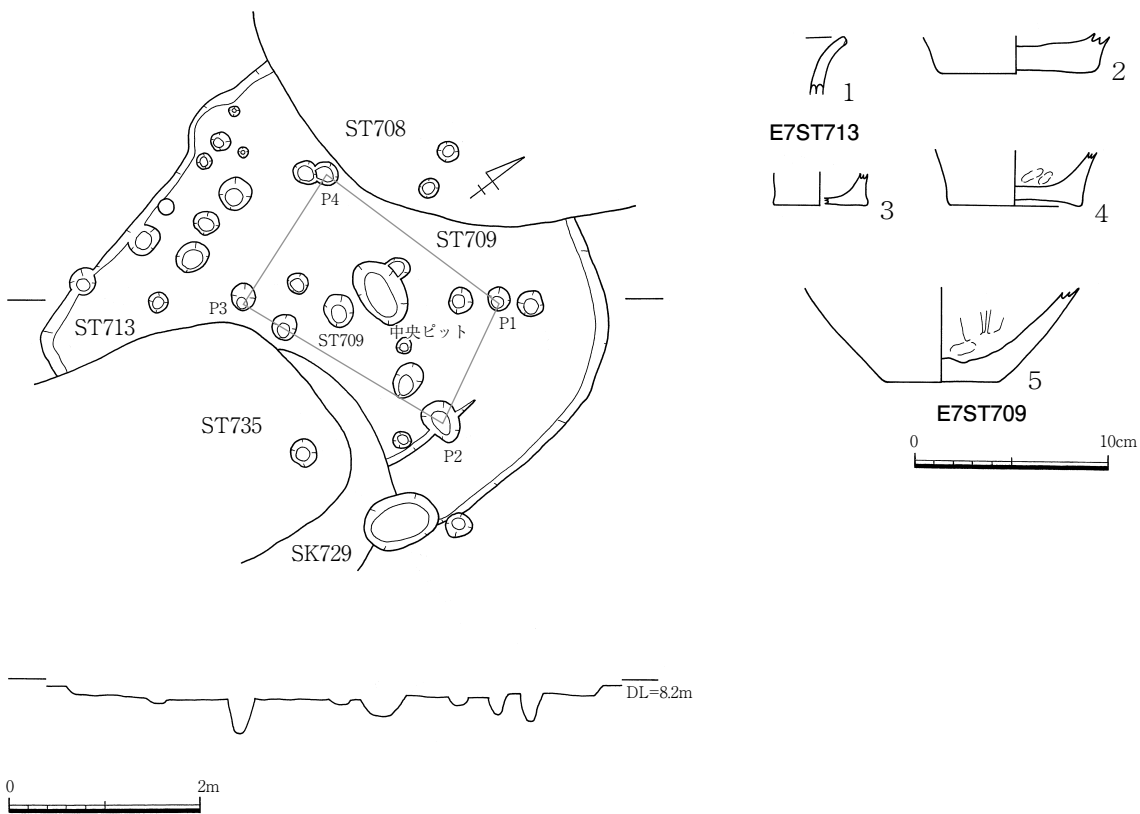 ST708
P4
ST709
P3
ST713
ST709
中央ピット
P1
ST735
P2
SK729
DL=8.2m
0 2m
1
2
E7ST713
3
4
5
E7ST709
0 10cm